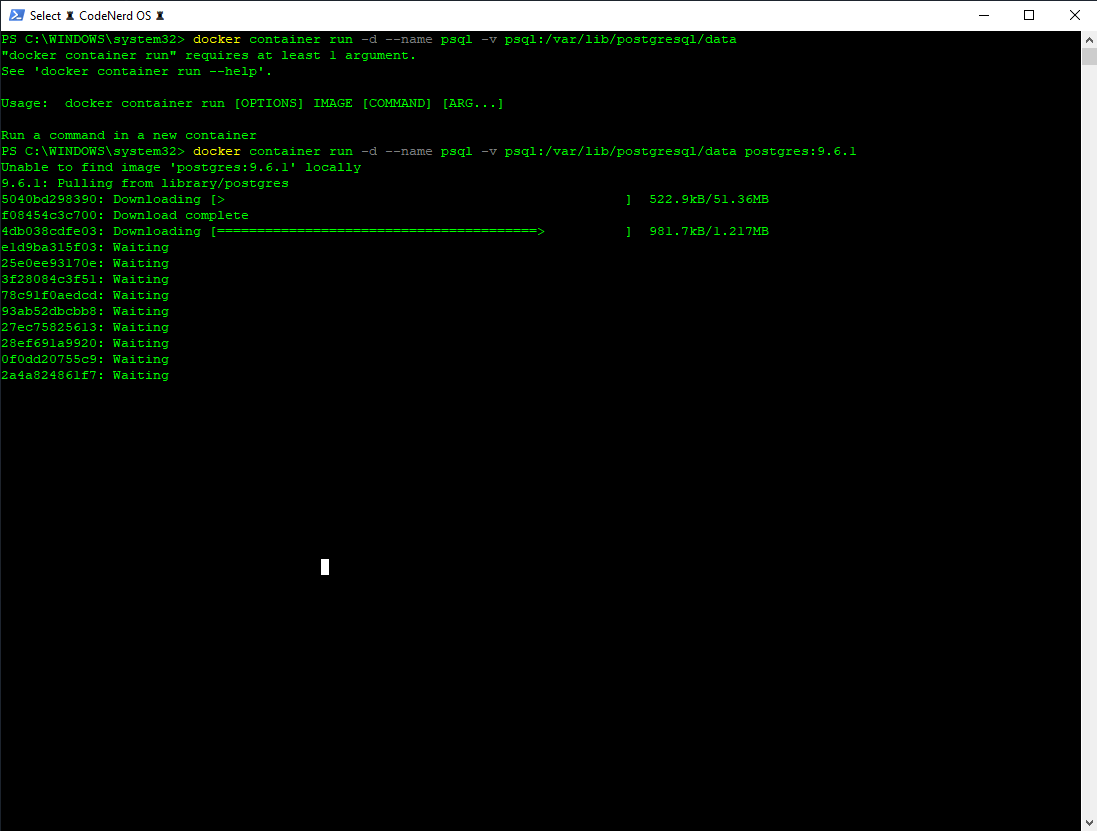 Select ♜ CodeNerd OS ♜
PS C:\WINDOWS\system32> docker container run -d --name psql -v psql:/var/lib/postgresql/data
"docker container run" requires at least 1 argument.
See 'docker container run --help'.
Usage:  docker container run [OPTIONS] IMAGE [COMMAND] [ARG...]
Run a command in a new container
PS C:\WINDOWS\system32> docker container run -d --name psql -v psql:/var/lib/postgresql/data postgres:9.6.1
Unable to find image 'postgres:9.6.1' locally
9.6.1: Pulling from library/postgres
5040bd298390: Downloading [>                                                  ]  522.9kB/51.36MB
f08454c3c700: Download complete
4db038cdfe03: Downloading [========================================>          ]  981.7kB/1.217MB
e1d9ba315f03: Waiting
25e0ee93170e: Waiting
3f28084c3f51: Waiting
78c91f0aedcd: Waiting
93ab52dbcbb8: Waiting
27ec75825613: Waiting
28ef691a9920: Waiting
0f0dd20755c9: Waiting
2a4a824861f7: Waiting